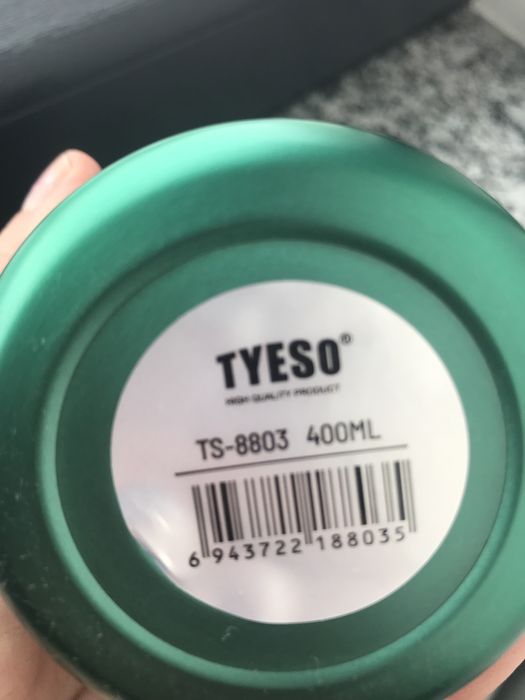 TYESO®
HIGH QUALITY PRODUCT
TS-8803 400ML
6 943722 188035